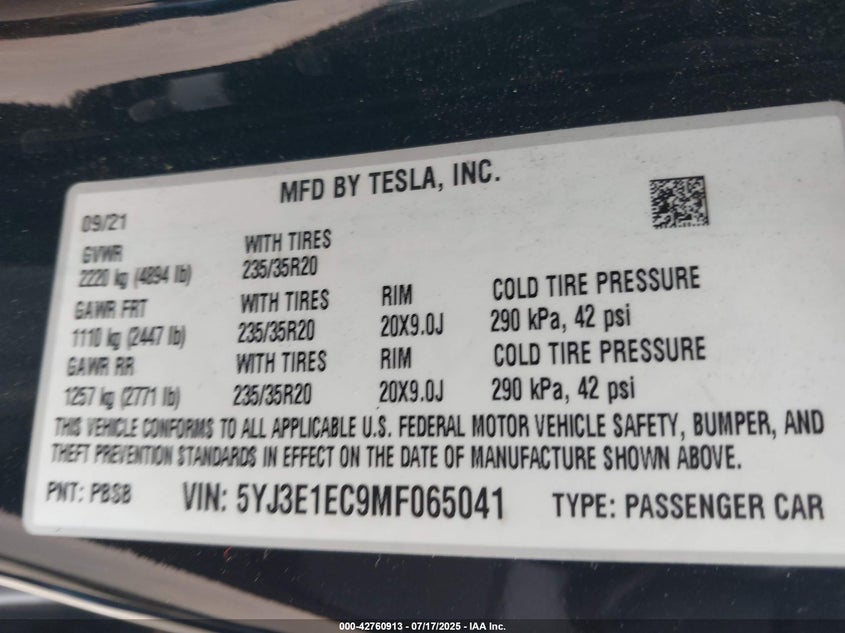 MFD BY TESLA, INC.
09/21
GVWR WITH TIRES
2220 kg (4894 lb) 235/35R20
GAWR FRT WITH TIRES RIM COLD TIRE PRESSURE
1110 kg (2447 lb) 235/35R20 20X9.0J 290 kPa, 42 psi
GAWR RR WITH TIRES RIM COLD TIRE PRESSURE
1257 kg (2771 lb) 235/35R20 20X9.0J 290 kPa, 42 psi
THIS VEHICLE CONFORMS TO ALL APPLICABLE U.S. FEDERAL MOTOR VEHICLE SAFETY, BUMPER, AND
THEFT PREVENTION STANDARDS IN EFFECT ON THE DATE OF MANUFACTURE SHOWN ABOVE.
PNT: PBSB VIN: 5YJ3E1EC9MF065041 TYPE: PASSENGER CAR
000-42760913 - 07/17/2025 - IAA Inc.